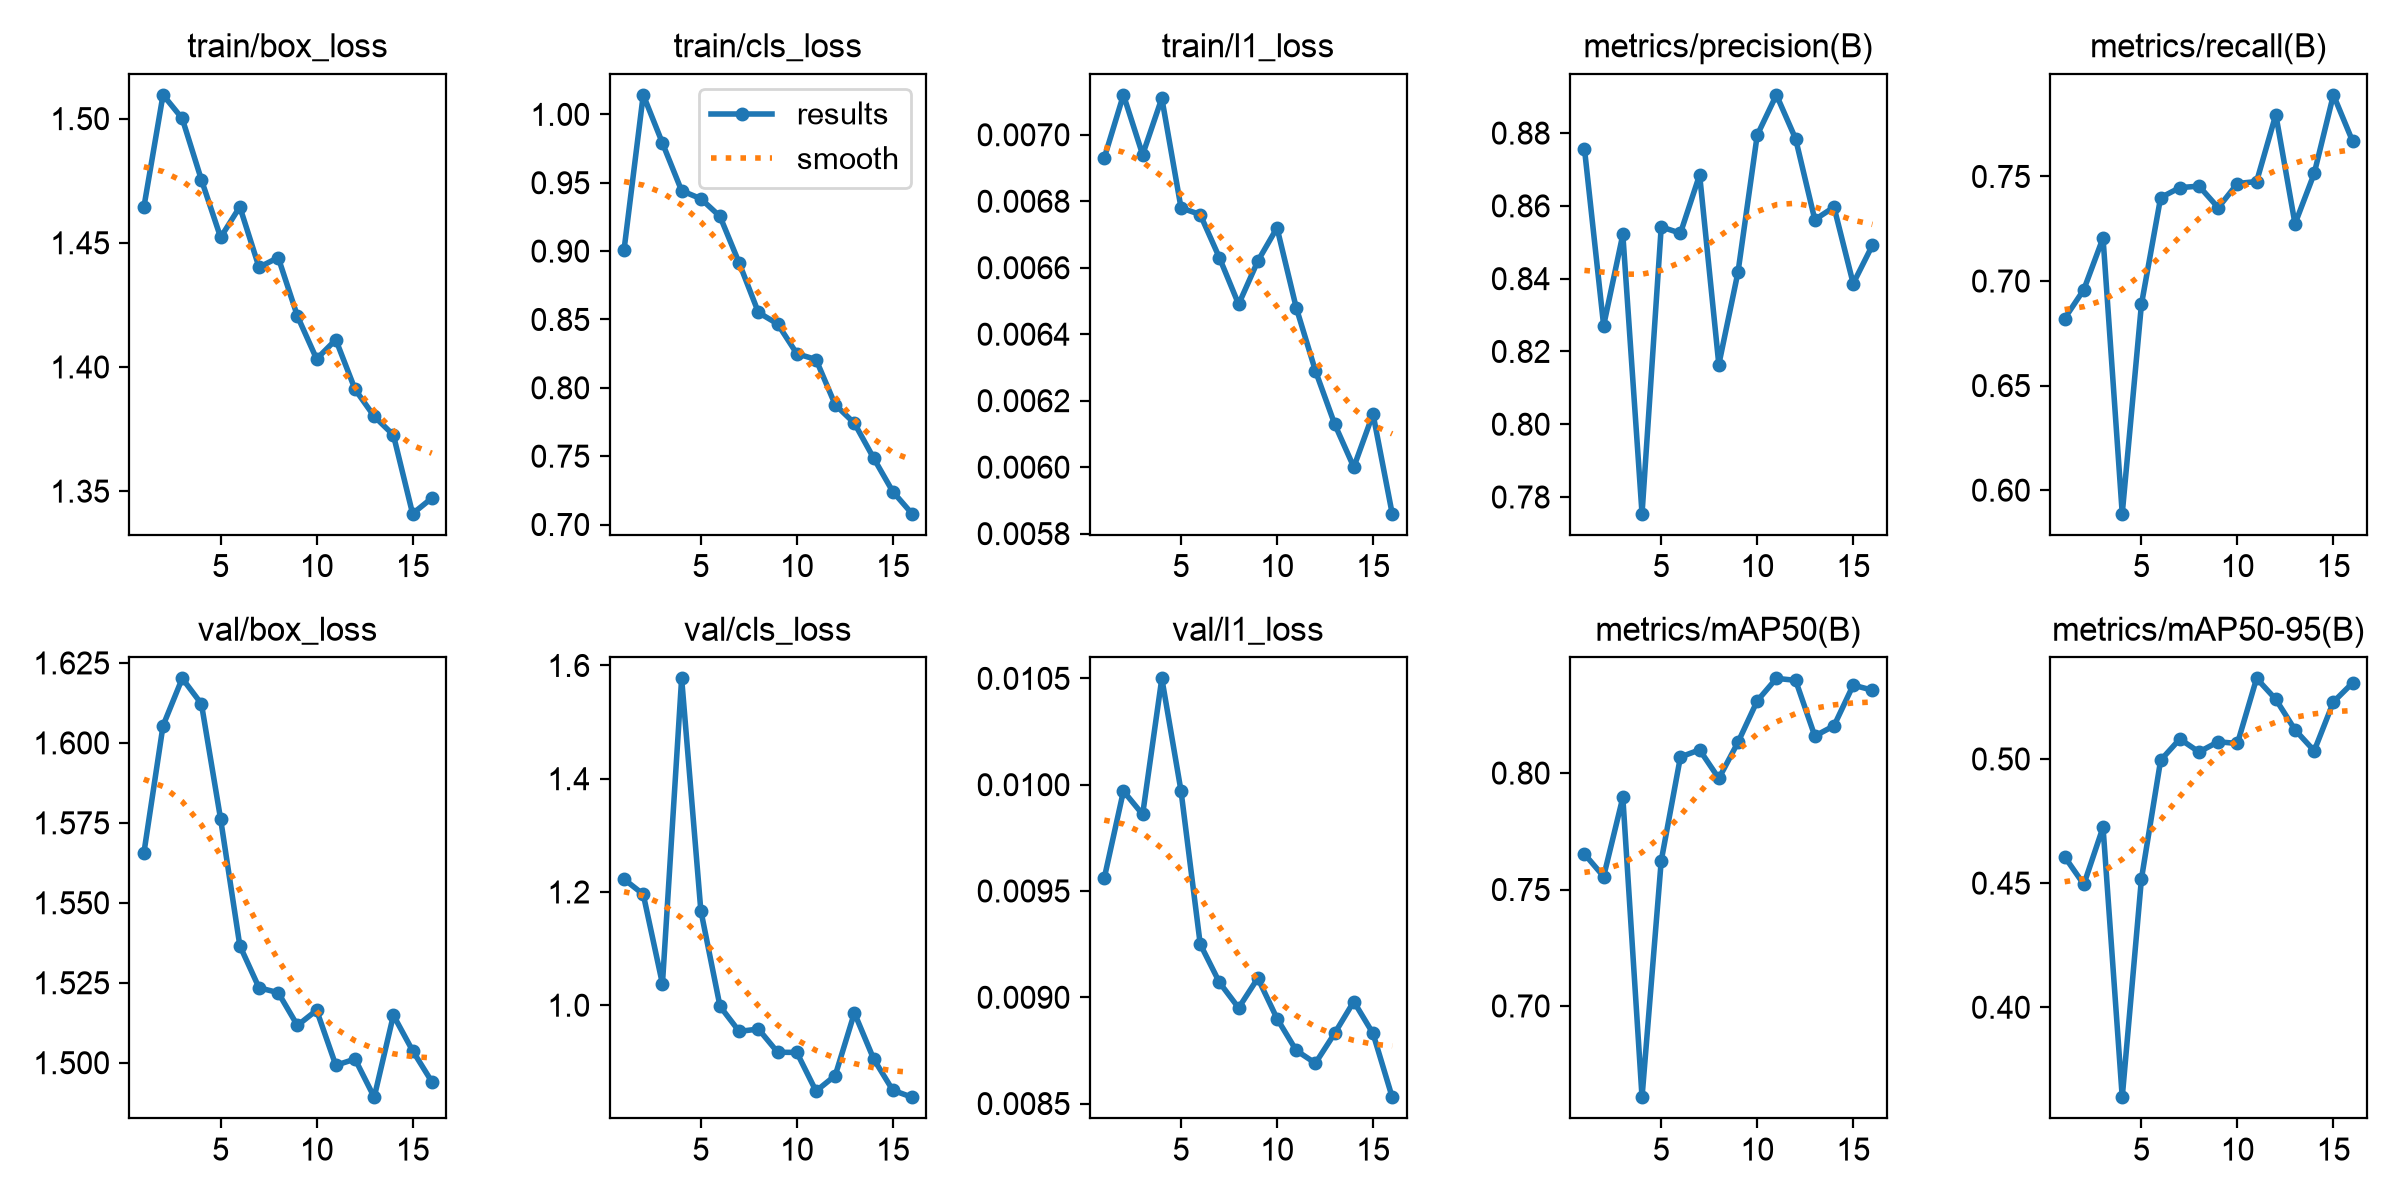 train/box_loss
1.50
1.45
1.40
1.35
5 10 15
train/cls_loss
results
smooth
1.00
0.95
0.90
0.85
0.80
0.75
0.70
5 10 15
train/l1_loss
0.0070
0.0068
0.0066
0.0064
0.0062
0.0060
0.0058
5 10 15
metrics/precision(B)
0.88
0.86
0.84
0.82
0.80
0.78
5 10 15
metrics/recall(B)
0.75
0.70
0.65
0.60
5 10 15
val/box_loss
1.625
1.600
1.575
1.550
1.525
1.500
5 10 15
val/cls_loss
1.6
1.4
1.2
1.0
5 10 15
val/l1_loss
0.0105
0.0100
0.0095
0.0090
0.0085
5 10 15
metrics/mAP50(B)
0.80
0.75
0.70
5 10 15
metrics/mAP50-95(B)
0.50
0.45
0.40
5 10 15